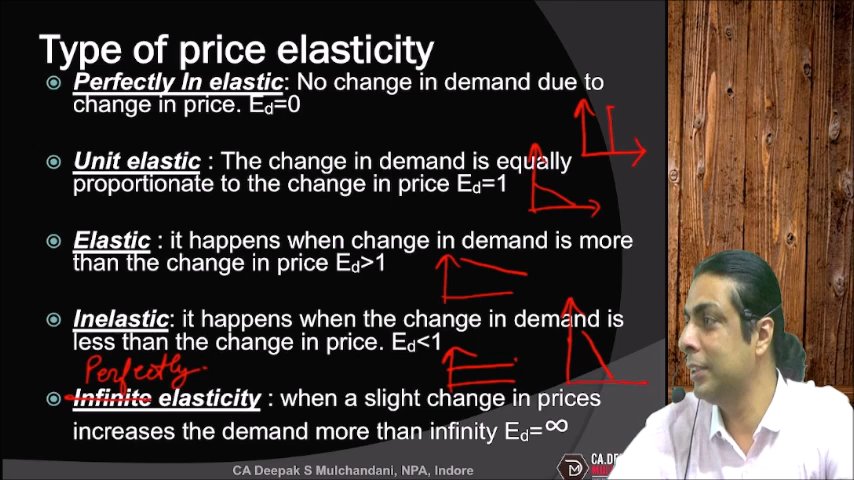 Type of price elasticity
Perfectly In elastic: No change in demand due to
change in price. Ed=0
Unit elastic : The change in demand is equally
proportionate to the change in price Ed=1
Elastic : it happens when change in demand is more
than the change in price Ed>1
Inelastic: it happens when the change in demand is
less than the change in price. Ed<1
Perfectly.
Infinite elasticity : when a slight change in prices
increases the demand more than infinity Ed=∞
CA Deepak S Mulchandani, NPA, Indore
CA.DE